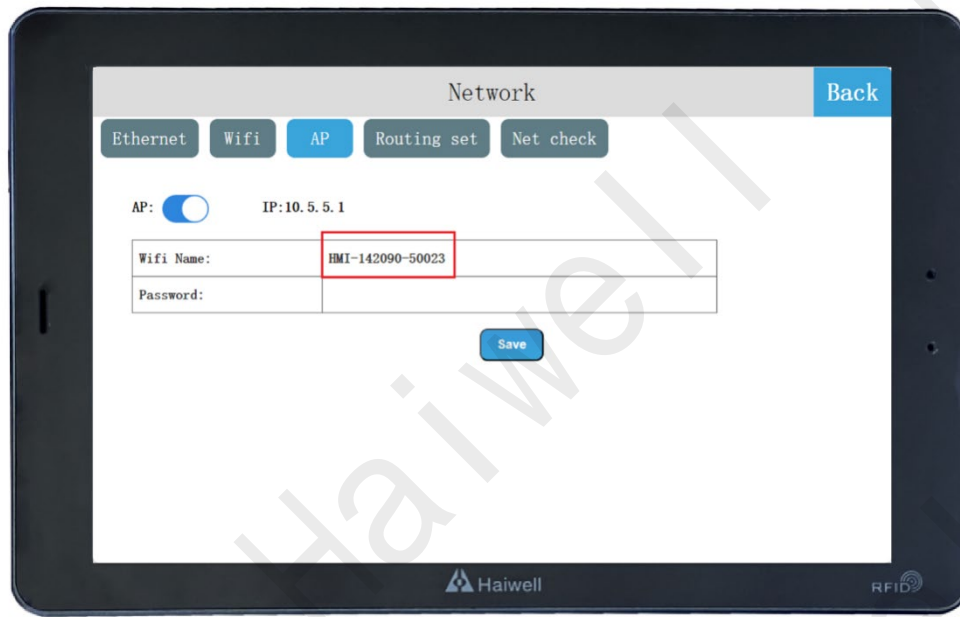 Network
Back
Ethernet Wifi AP Routing set Net check
AP: IP:10.5.5.1
Wifi Name: HMI-142090-50023
Password:
Save
Haiwell
Haiwell
RFID